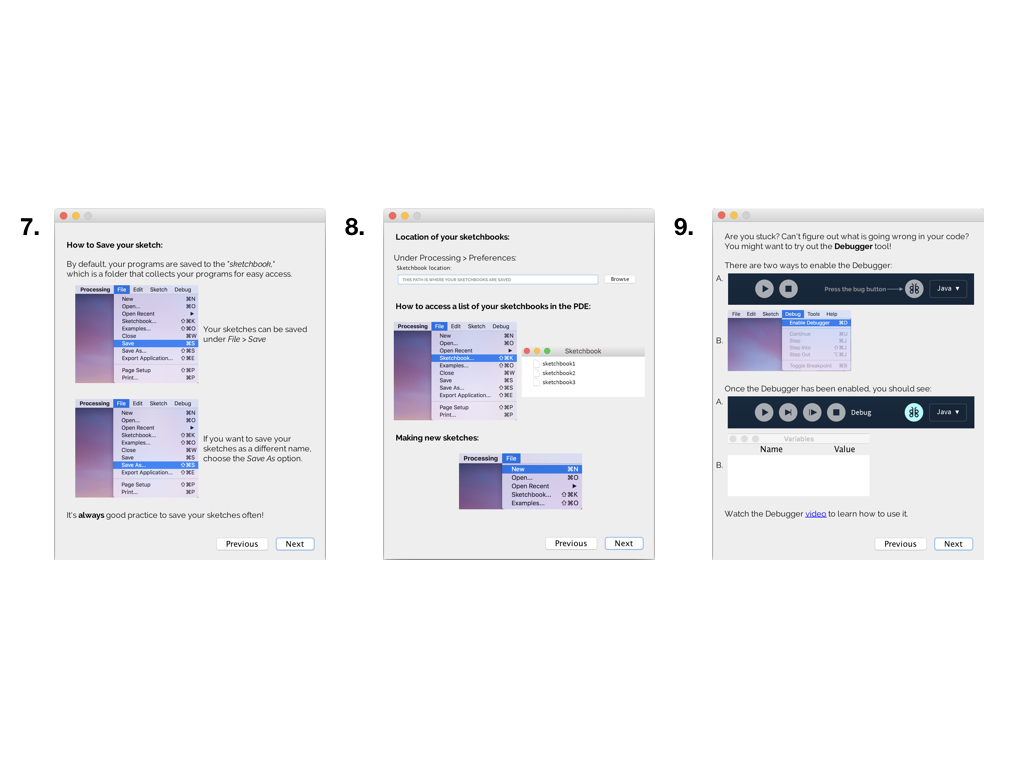 7.
How to Save your sketch:
By default, your programs are saved to the "sketchbook,"
which is a folder that collects your programs for easy access.
Processing File Edit Sketch Debug
New ⌘N
Open... ⌘O
Open Recent ▶
Sketchbook... ⇧⌘K
Examples... ⇧⌘O
Close ⌘W
Save ⌘S
Save As... ⇧⌘S
Export Application... ⇧⌘E
Page Setup ⇧⌘P
Print... ⌘P
Your sketches can be saved
under File > Save
Processing File Edit Sketch Debug
New ⌘N
Open... ⌘O
Open Recent ▶
Sketchbook... ⇧⌘K
Examples... ⇧⌘O
Close ⌘W
Save ⌘S
Save As... ⇧⌘S
Export Application... ⇧⌘E
Page Setup ⇧⌘P
Print... ⌘P
If you want to save your
sketches as a different name,
choose the Save As option.
It's always good practice to save your sketches often!
Previous Next
8.
Location of your sketchbooks:
Under Processing > Preferences:
Sketchbook location:
THIS PATH IS WHERE YOUR SKETCHBOOKS ARE SAVED Browse
How to access a list of your sketchbooks in the PDE:
Processing File Edit Sketch Debug
New ⌘N
Open... ⌘O
Open Recent ▶
Sketchbook... ⇧⌘K
Examples... ⇧⌘O
Close ⌘W
Save ⌘S
Save As... ⇧⌘S
Export Application... ⇧⌘E
Page Setup ⇧⌘P
Print... ⌘P
Sketchbook
sketchbook1
sketchbook2
sketchbook3
Making new sketches:
Processing File
New ⌘N
Open... ⌘O
Open Recent ▶
Sketchbook... ⇧⌘K
Examples... ⇧⌘O
Previous Next
9.
Are you stuck? Can't figure out what is going wrong in your code?
You might want to try out the Debugger tool!
There are two ways to enable the Debugger:
A.
Press the bug button Java ▼
B.
File Edit Sketch Debug Tools Help
Enable Debugger ⌘D
Continue ⌘U
Step ⌘J
Step Into ⇧⌘J
Step Out ⌥⌘J
Toggle Breakpoint ⌘B
Once the Debugger has been enabled, you should see:
A.
Debug Java ▼
B.
Variables
Name Value
Watch the Debugger video to learn how to use it.
Previous Next